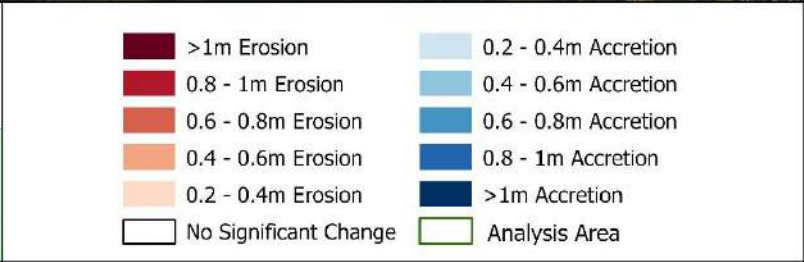 >1m Erosion
0.8 - 1m Erosion
0.6 - 0.8m Erosion
0.4 - 0.6m Erosion
0.2 - 0.4m Erosion
No Significant Change
0.2 - 0.4m Accretion
0.4 - 0.6m Accretion
0.6 - 0.8m Accretion
0.8 - 1m Accretion
>1m Accretion
Analysis Area